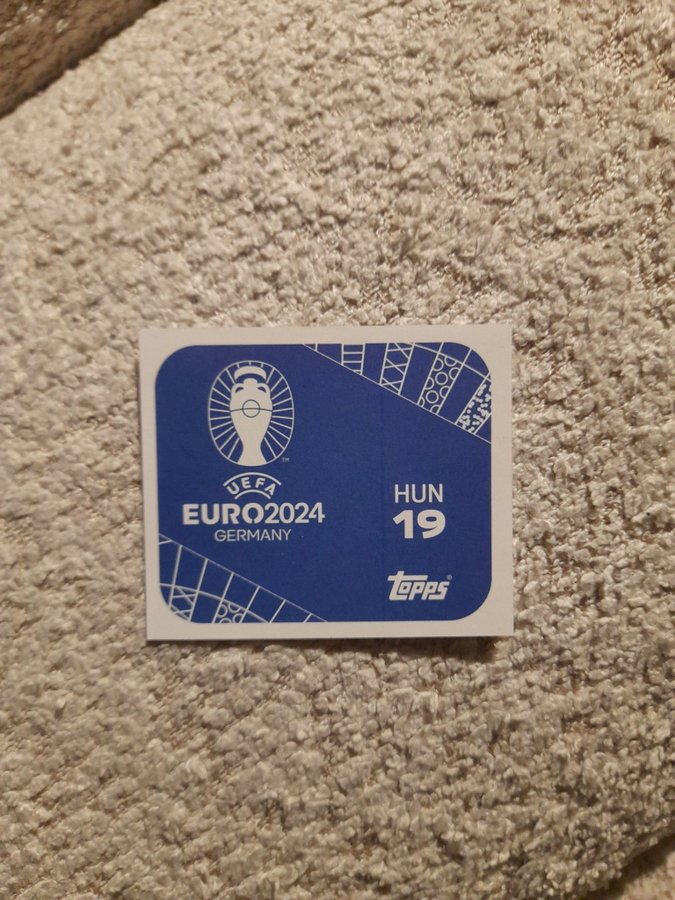 UEFA
EURO2024
GERMANY
HUN
19
topps